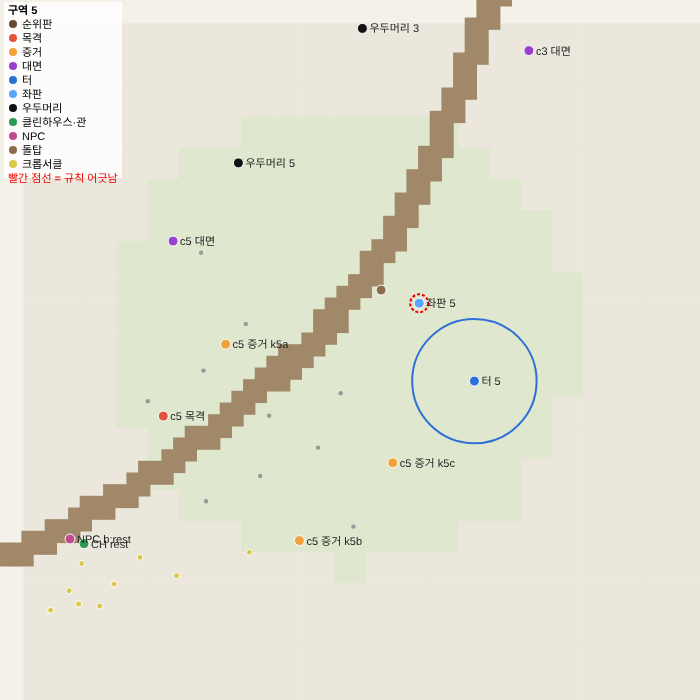 구역 5
순위판
목격
증거
대면
터
좌판
우두머리
클린하우스·관
NPC
돌탑
크롭서클
빨간 점선 = 규칙 어긋남
우두머리 3
c3 대면
우두머리 5
c5 대면
좌판 5
c5 증거 k5a
터 5
c5 목격
c5 증거 k5c
NPC b:rest
CH rest
c5 증거 k5b